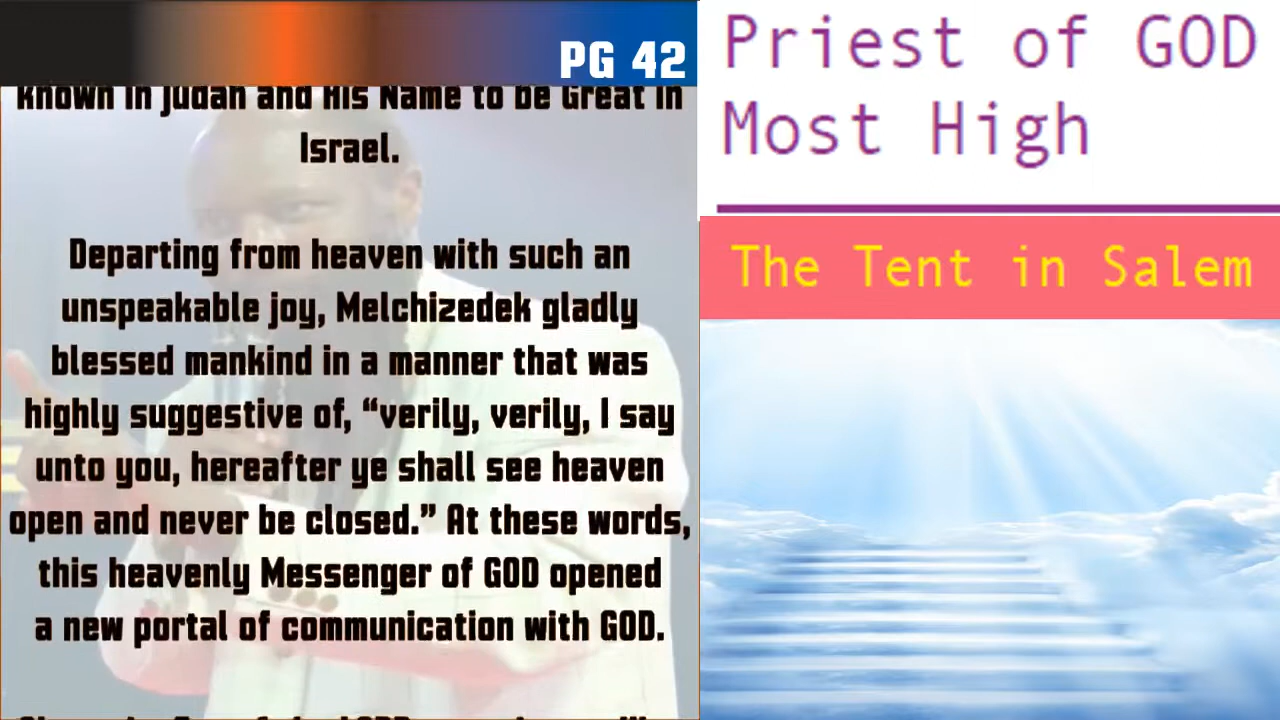 PG 42
known in Judah and His Name to be Great in
Israel.
Departing from heaven with such an
unspeakable joy, Melchizedek gladly
blessed mankind in a manner that was
highly suggestive of, “verily, verily, I say
unto you, hereafter ye shall see heaven
open and never be closed.” At these words,
this heavenly Messenger of GOD opened
a new portal of communication with GOD.
Priest of GOD
Most High
The Tent in Salem